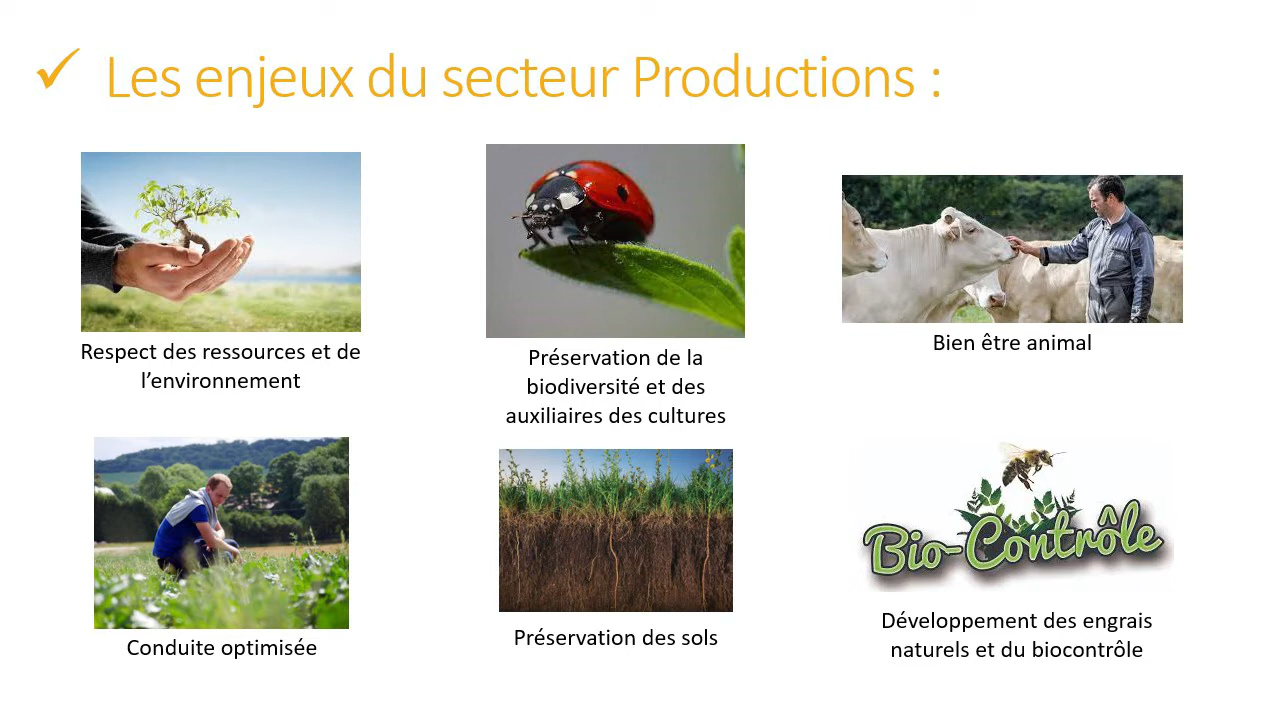 ✓ Les enjeux du secteur Productions :
Respect des ressources et de
l’environnement
Préservation de la
biodiversité et des
auxiliaires des cultures
Bien être animal
Conduite optimisée
Préservation des sols
Bio-Contrôle
Développement des engrais
naturels et du biocontrôle